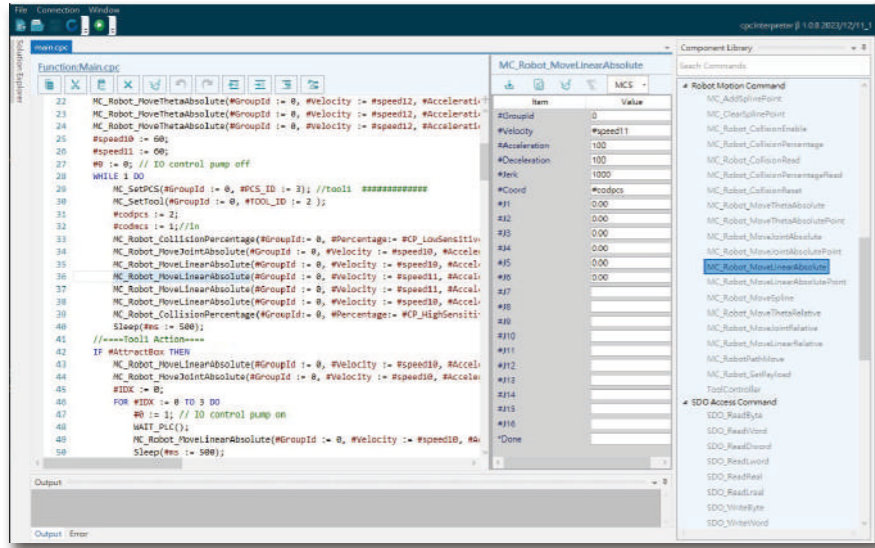 File Connection Window
cpcInterpreter β 1.0.8 2023/12/11_1
Solution Explorer
main.cpc
Function:Main.cpc
22 MC_Robot_MoveThetaAbsolute(#GroupId := 0, #Velocity := #speed12, #Accelerati
23 MC_Robot_MoveThetaAbsolute(#GroupId := 0, #Velocity := #speed12, #Accelerati
24 MC_Robot_MoveThetaAbsolute(#GroupId := 0, #Velocity := #speed12, #Accelerati
25 #speed10 := 60;
26 #speed11 := 60;
27 #0 := 0; // IO control pump off
28 WHILE 1 DO
29 MC_SetPCS(#GroupId := 0, #PCS_ID := 3); //tool1 #############
30 MC_SetTool(#GroupId := 0, #TOOL_ID := 2 );
31 #codpcs := 2;
32 #codmcs := 1;//In
33 MC_Robot_CollisionPercentage(#GroupId:= 0, #Percentage:= #CP_LowSensitiv
34 MC_Robot_MoveJointAbsolute(#GroupId := 0, #Velocity := #speed10, #Accele
35 MC_Robot_MoveLinearAbsolute(#GroupId := 0, #Velocity := #speed10, #Accel
36 MC_Robot_MoveLinearAbsolute(#GroupId := 0, #Velocity := #speed11, #Accel
37 MC_Robot_MoveLinearAbsolute(#GroupId := 0, #Velocity := #speed11, #Accel
38 MC_Robot_MoveLinearAbsolute(#GroupId := 0, #Velocity := #speed10, #Accel
39 MC_Robot_CollisionPercentage(#GroupId:= 0, #Percentage:= #CP_HighSensiti
40 Sleep(#ms := 500);
41 //====Tool1 Action====
42 IF #AttractBox THEN
43 MC_Robot_MoveLinearAbsolute(#GroupId := 0, #Velocity := #speed10, #Accel
44 MC_Robot_MoveJointAbsolute(#GroupId := 0, #Velocity := #speed10, #Accele
45 #IDX := 0;
46 FOR #IDX := 0 TO 3 DO
47 #0 := 1; // IO control pump on
48 WAIT_PLC();
49 MC_Robot_MoveLinearAbsolute(#GroupId := 0, #Velocity := #speed10, #A
50 Sleep(#ms := 500);
MC_Robot_MoveLinearAbsolute
MCS
Item Value
#GroupId 0
#Velocity #speed11
#Acceleration 100
#Deceleration 100
#Jerk 1000
#Coord #codpcs
#J1 0.00
#J2 0.00
#J3 0.00
#J4 0.00
#J5 0.00
#J6 0.00
#J7
#J8
#J9
#J10
#J11
#J12
#J13
#J14
#J15
#J16
*Done
Component Library
Seach Commands
Robot Motion Command
MC_AddSplinePoint
MC_ClearSplinePoint
MC_Robot_CollisionEnable
MC_Robot_CollisionPercentage
MC_Robot_CollisionRead
MC_Robot_CollisionPercentageRead
MC_Robot_CollisionReset
MC_Robot_MoveThetaAbsolute
MC_Robot_MoveThetaAbsolutePoint
MC_Robot_MoveJointAbsolute
MC_Robot_MoveJointAbsolutePoint
MC_Robot_MoveLinearAbsolute
MC_Robot_MoveLinearAbsolutePoint
MC_Robot_MoveSpline
MC_Robot_MoveThetaRelative
MC_Robot_MoveJointRelative
MC_Robot_MoveLinearRelative
MC_RobotPathMove
MC_Robot_SetPayload
ToolController
SDO Access Command
SDO_ReadByte
SDO_ReadWord
SDO_ReadDword
SDO_ReadLword
SDO_ReadReal
SDO_ReadLreal
SDO_WriteByte
SDO_WriteWord
Output
Output Error